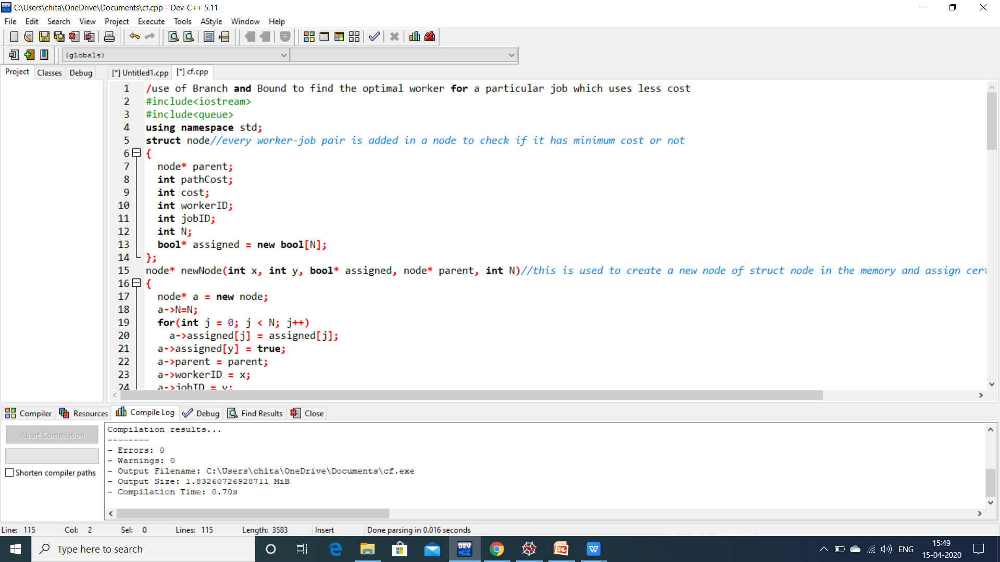 C:\Users\chita\OneDrive\Documents\cf.cpp - Dev-C++ 5.11
File Edit Search View Project Execute Tools AStyle Window Help
(globals)
Project Classes Debug [*] Untitled1.cpp [*] cf.cpp
1 /use of Branch and Bound to find the optimal worker for a particular job which uses less cost
2 #include<iostream>
3 #include<queue>
4 using namespace std;
5 struct node//every worker-job pair is added in a node to check if it has minimum cost or not
6 {
7 node* parent;
8 int pathCost;
9 int cost;
10 int workerID;
11 int jobID;
12 int N;
13 bool* assigned = new bool[N];
14 };
15 node* newNode(int x, int y, bool* assigned, node* parent, int N)//this is used to create a new node of struct node in the memory and assign cert
16 {
17 node* a = new node;
18 a->N=N;
19 for(int j = 0; j < N; j++)
20 a->assigned[j] = assigned[j];
21 a->assigned[y] = true;
22 a->parent = parent;
23 a->workerID = x;
24 a->jobID = y;
Compiler Resources Compile Log Debug Find Results Close
Abort Compilation
Shorten compiler paths
Compilation results...
--------
- Errors: 0
- Warnings: 0
- Output Filename: C:\Users\chita\OneDrive\Documents\cf.exe
- Output Size: 1.83260726928711 MiB
- Compilation Time: 0.70s
Line: 115 Col: 2 Sel: 0 Lines: 115 Length: 3583 Insert Done parsing in 0.016 seconds
Type here to search
DEV C++
W
ENG
15:49
15-04-2020